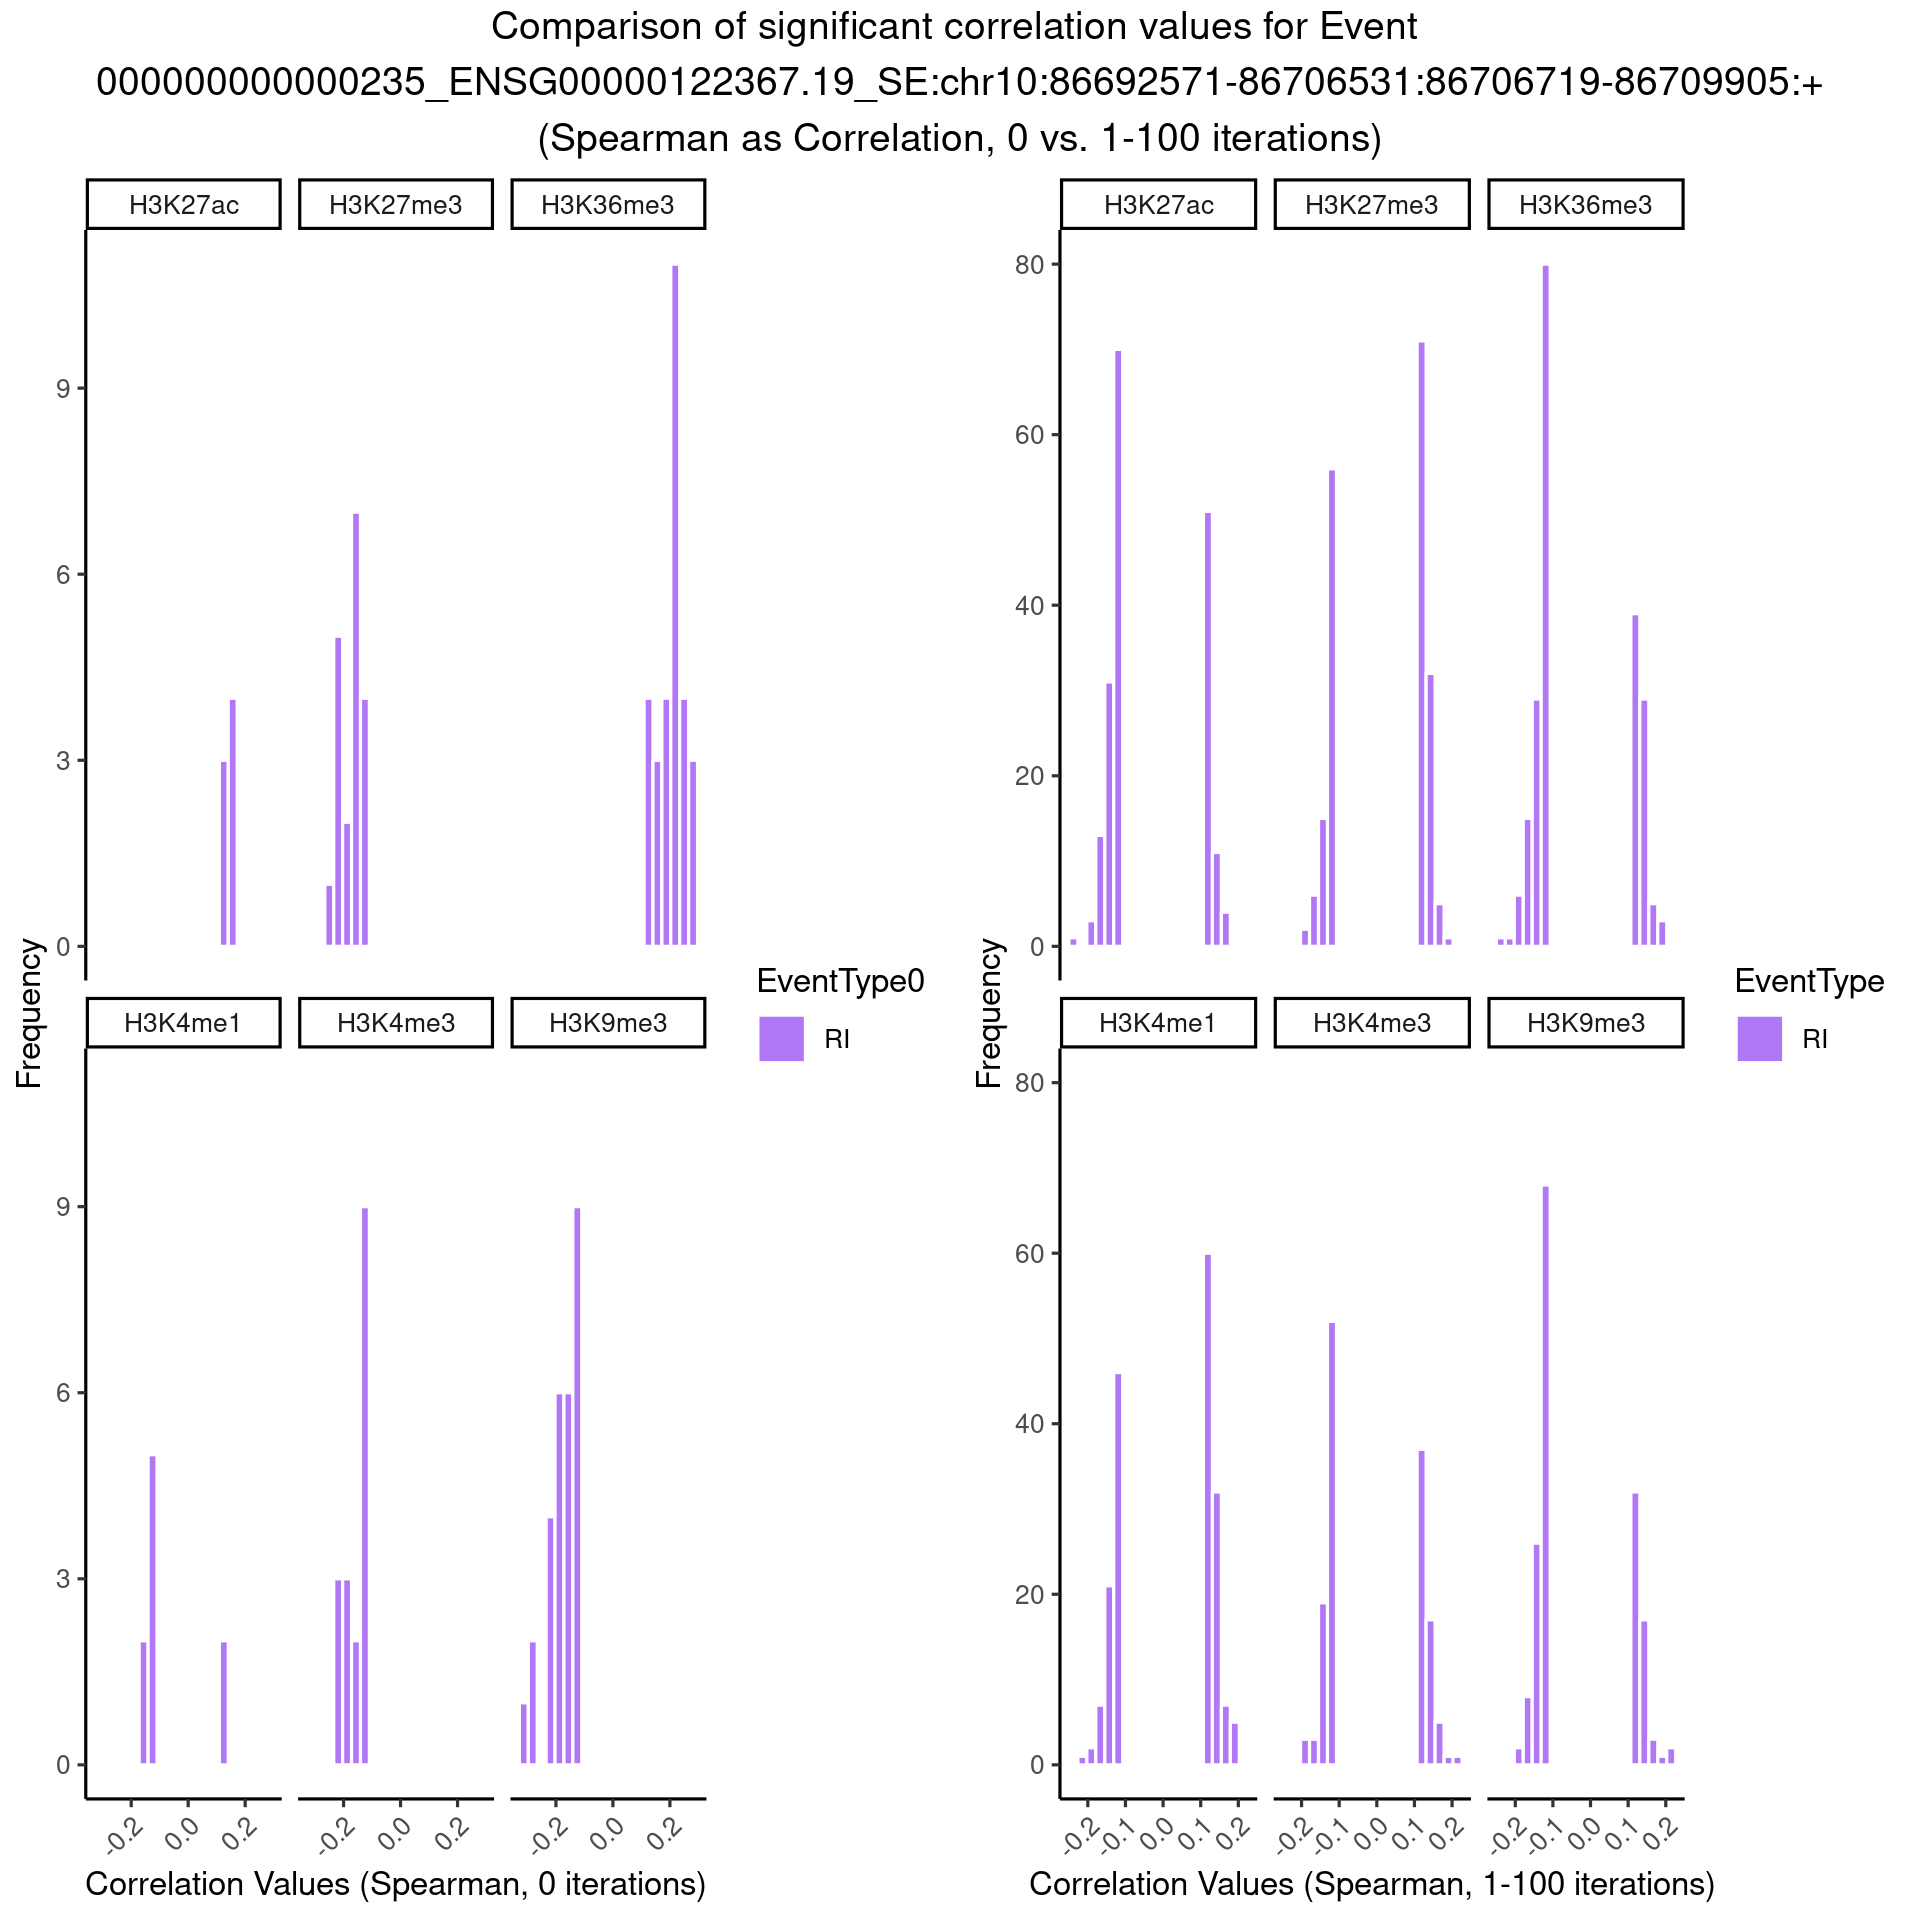 Comparison of significant correlation values for Event
000000000000235_ENSG00000122367.19_SE:chr10:86692571-86706531:86706719-86709905:+
(Spearman as Correlation, 0 vs. 1-100 iterations)
H3K27ac
H3K27me3
H3K36me3
9
6
3
0
H3K4me1
H3K4me3
H3K9me3
9
6
3
0
-0.2
0.0
0.2
-0.2
0.0
0.2
-0.2
0.0
0.2
Frequency
Correlation Values (Spearman, 0 iterations)
EventType0
RI
H3K27ac
H3K27me3
H3K36me3
80
60
40
20
0
H3K4me1
H3K4me3
H3K9me3
80
60
40
20
0
-0.2
-0.1
0.0
0.1
0.2
-0.2
-0.1
0.0
0.1
0.2
-0.2
-0.1
0.0
0.1
0.2
Frequency
Correlation Values (Spearman, 1-100 iterations)
EventType
RI